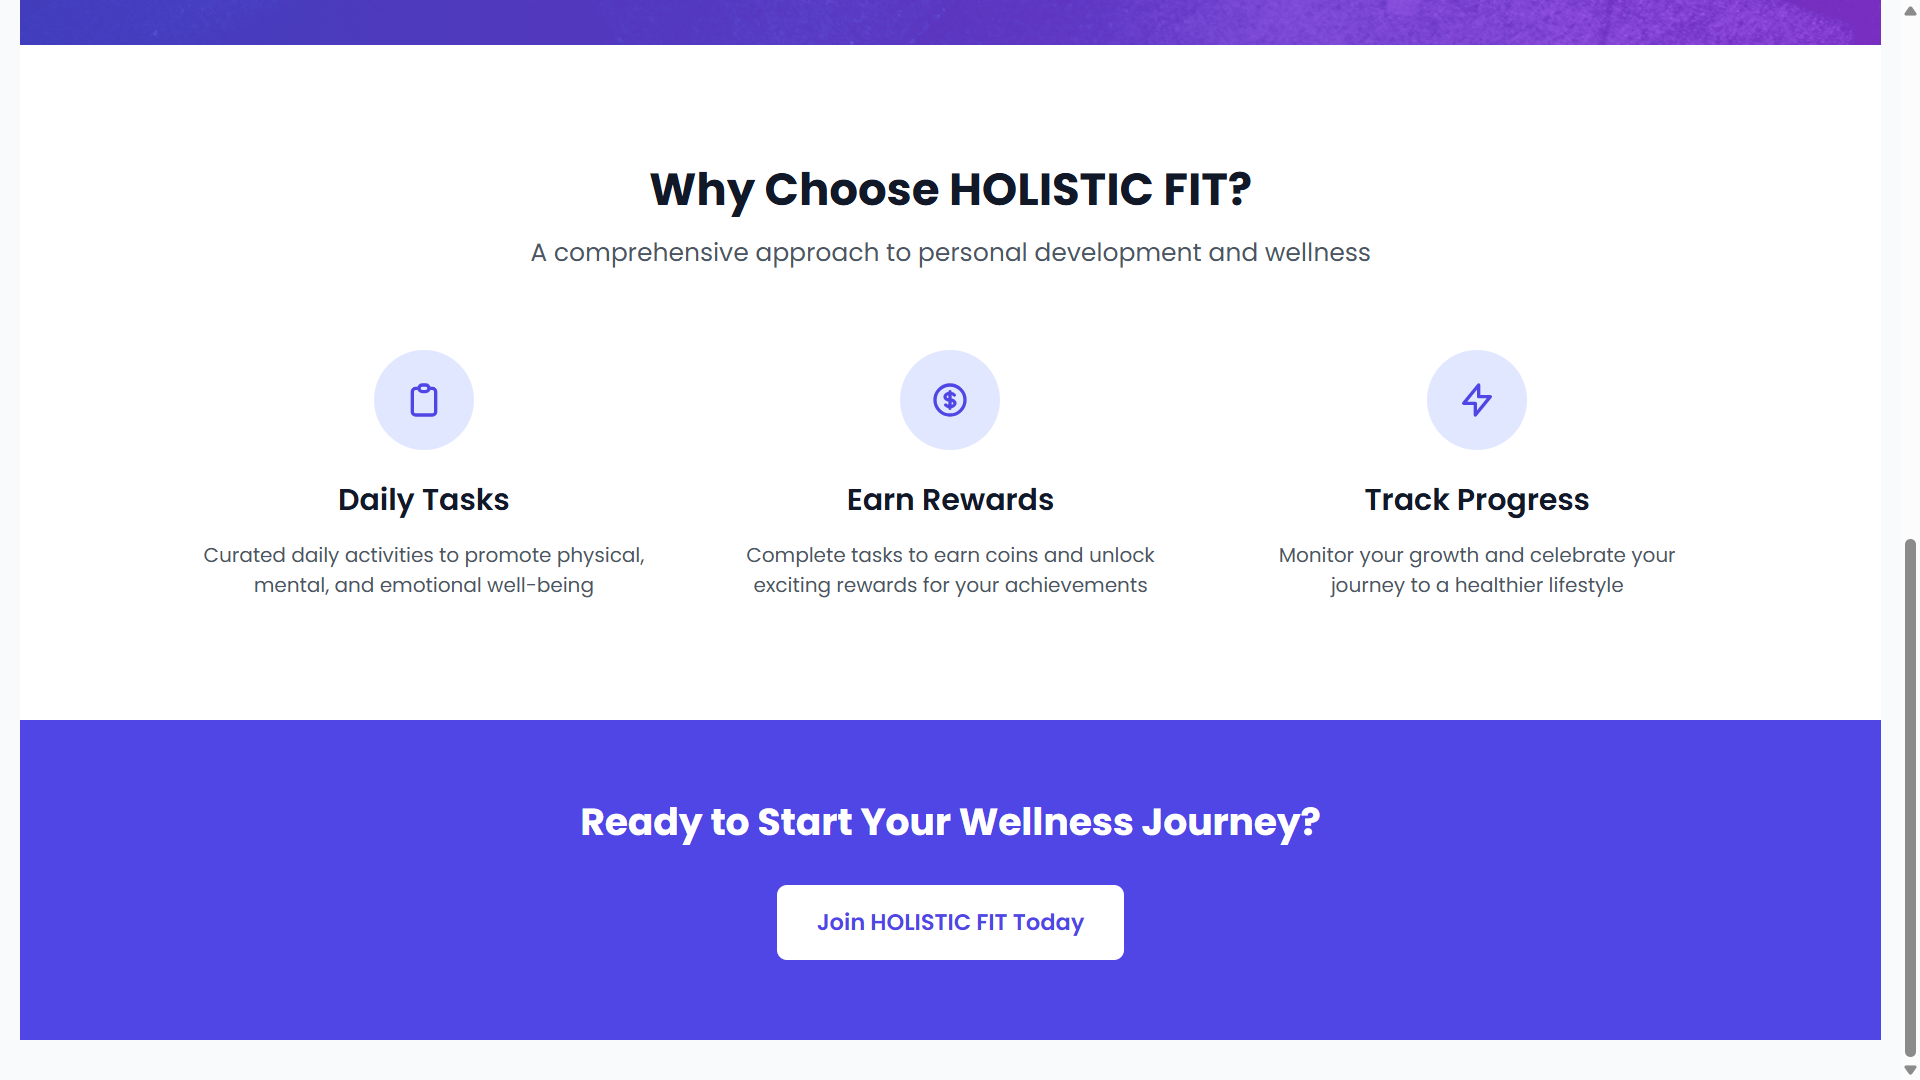 Why Choose HOLISTIC FIT?
A comprehensive approach to personal development and wellness
Daily Tasks
Curated daily activities to promote physical,
mental, and emotional well-being
Earn Rewards
Complete tasks to earn coins and unlock
exciting rewards for your achievements
Track Progress
Monitor your growth and celebrate your
journey to a healthier lifestyle
Ready to Start Your Wellness Journey?
Join HOLISTIC FIT Today